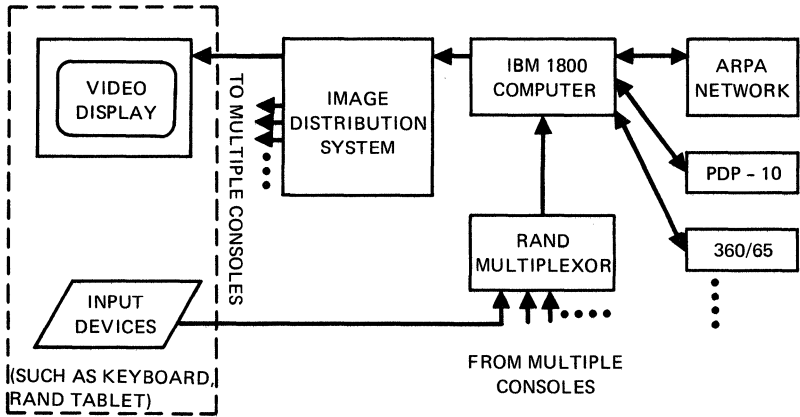 VIDEO
DISPLAY
TO MULTIPLE CONSOLES
IMAGE
DISTRIBUTION
SYSTEM
IBM 1800
COMPUTER
ARPA
NETWORK
PDP - 10
360/65
RAND
MULTIPLEXOR
INPUT
DEVICES
FROM MULTIPLE
CONSOLES
(SUCH AS KEYBOARD,
RAND TABLET)